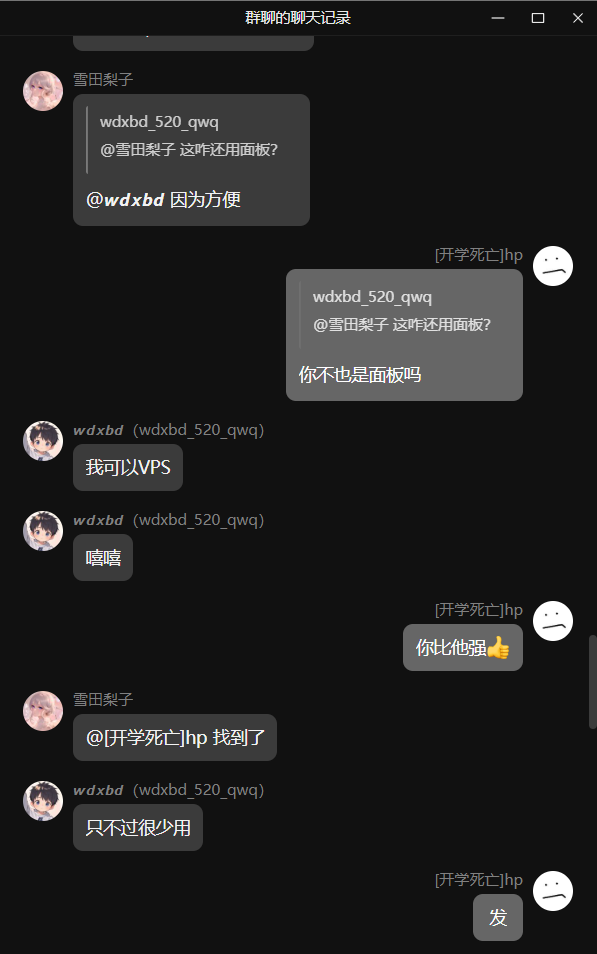 群聊的聊天记录
雪田梨子
wdxbd_520_qwq
@雪田梨子 这咋还用面板?
@wdxbd 因为方便
[开学死亡]hp
wdxbd_520_qwq
@雪田梨子 这咋还用面板?
你不也是面板吗
wdxbd（wdxbd_520_qwq）
我可以VPS
wdxbd（wdxbd_520_qwq）
嘻嘻
[开学死亡]hp
你比他强👍
雪田梨子
@[开学死亡]hp 找到了
wdxbd（wdxbd_520_qwq）
只不过很少用
[开学死亡]hp
发